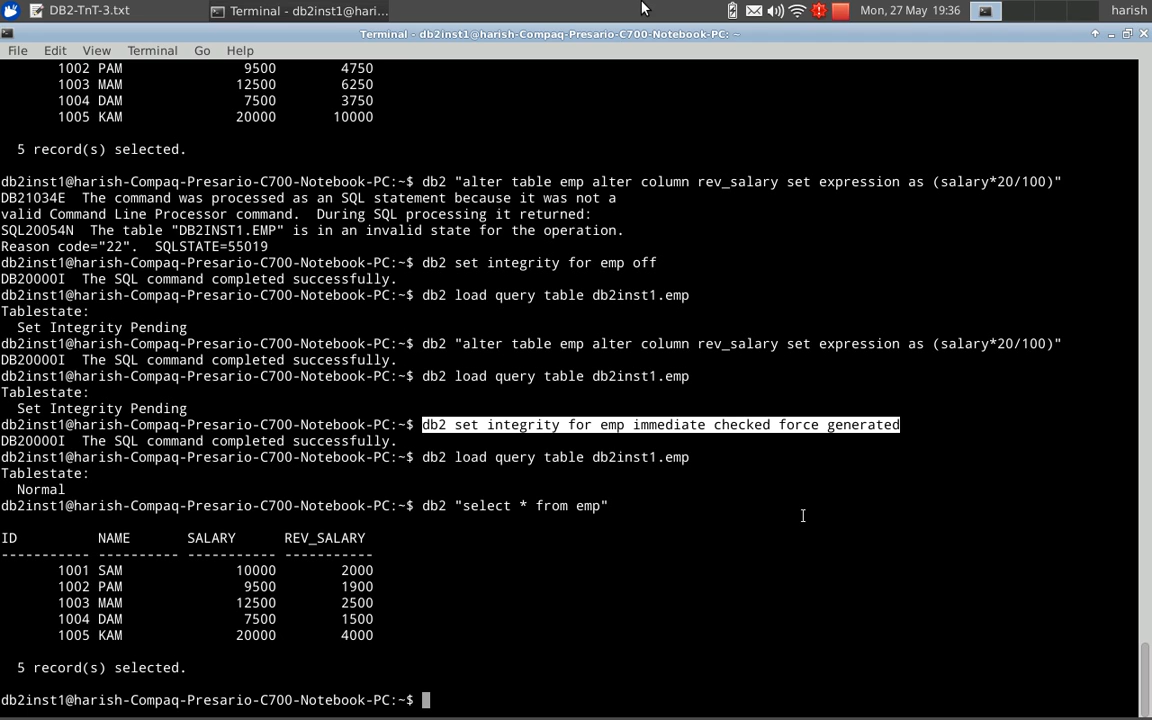 DB2-TnT-3.txt
Terminal - db2inst1@hari...
Mon, 27 May 19:36
harish
Terminal - db2inst1@harish-Compaq-Presario-C700-Notebook-PC: ~
File Edit View Terminal Go Help
1002 PAM 9500 4750
1003 MAM 12500 6250
1004 DAM 7500 3750
1005 KAM 20000 10000
5 record(s) selected.
db2inst1@harish-Compaq-Presario-C700-Notebook-PC:~$ db2 "alter table emp alter column rev_salary set expression as (salary*20/100)"
DB21034E The command was processed as an SQL statement because it was not a
valid Command Line Processor command. During SQL processing it returned:
SQL20054N The table "DB2INST1.EMP" is in an invalid state for the operation.
Reason code="22". SQLSTATE=55019
db2inst1@harish-Compaq-Presario-C700-Notebook-PC:~$ db2 set integrity for emp off
DB20000I The SQL command completed successfully.
db2inst1@harish-Compaq-Presario-C700-Notebook-PC:~$ db2 load query table db2inst1.emp
Tablestate:
Set Integrity Pending
db2inst1@harish-Compaq-Presario-C700-Notebook-PC:~$ db2 "alter table emp alter column rev_salary set expression as (salary*20/100)"
DB20000I The SQL command completed successfully.
db2inst1@harish-Compaq-Presario-C700-Notebook-PC:~$ db2 load query table db2inst1.emp
Tablestate:
Set Integrity Pending
db2inst1@harish-Compaq-Presario-C700-Notebook-PC:~$ db2 set integrity for emp immediate checked force generated
DB20000I The SQL command completed successfully.
db2inst1@harish-Compaq-Presario-C700-Notebook-PC:~$ db2 load query table db2inst1.emp
Tablestate:
Normal
db2inst1@harish-Compaq-Presario-C700-Notebook-PC:~$ db2 "select * from emp"
ID NAME SALARY REV_SALARY
----------- ---------- ----------- -----------
1001 SAM 10000 2000
1002 PAM 9500 1900
1003 MAM 12500 2500
1004 DAM 7500 1500
1005 KAM 20000 4000
5 record(s) selected.
db2inst1@harish-Compaq-Presario-C700-Notebook-PC:~$